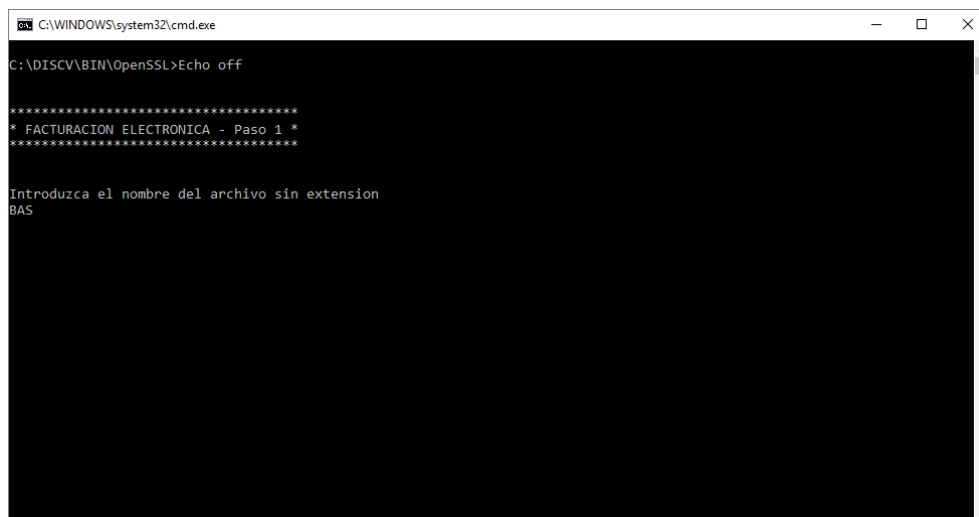 C:\WINDOWS\system32\cmd.exe
C:\DISCV\BIN\OpenSSL>Echo off
************************************
* FACTURACION ELECTRONICA - Paso 1 *
************************************
Introduzca el nombre del archivo sin extension
BAS